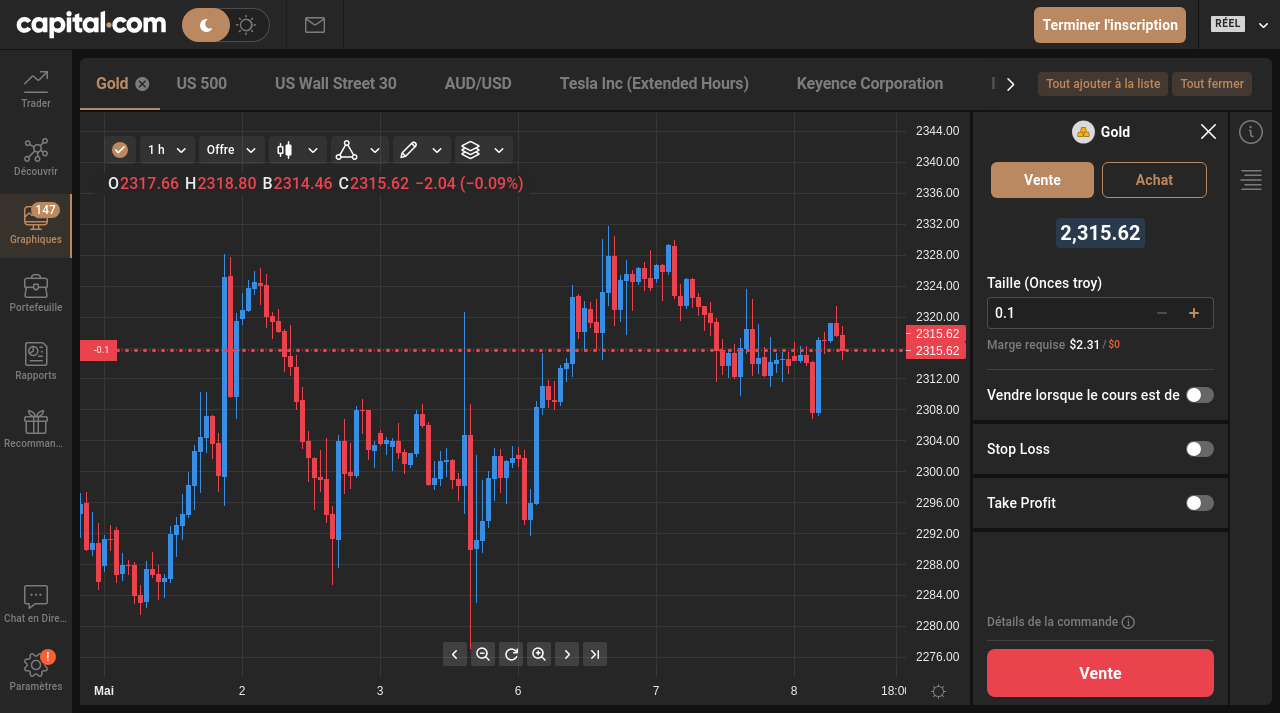 capital.com
Terminer l'inscription
RÉEL
Trader
Découvrir
147
Graphiques
Portefeuille
Rapports
Recomman...
Chat en Dire...
!
Paramètres
Gold
US 500
US Wall Street 30
AUD/USD
Tesla Inc (Extended Hours)
Keyence Corporation
Tout ajouter à la liste
Tout fermer
1 h
Offre
O2317.66 H2318.80 B2314.46 C2315.62 −2.04 (−0.09%)
-0.1
2344.00
2340.00
2336.00
2332.00
2328.00
2324.00
2320.00
2315.62
2315.62
2312.00
2308.00
2304.00
2300.00
2296.00
2292.00
2288.00
2284.00
2280.00
2276.00
Mai
2
3
6
7
8
18:00
Gold
Vente
Achat
2,315.62
Taille (Onces troy)
0.1
Marge requise $2.31 / $0
Vendre lorsque le cours est de
Stop Loss
Take Profit
Détails de la commande
Vente